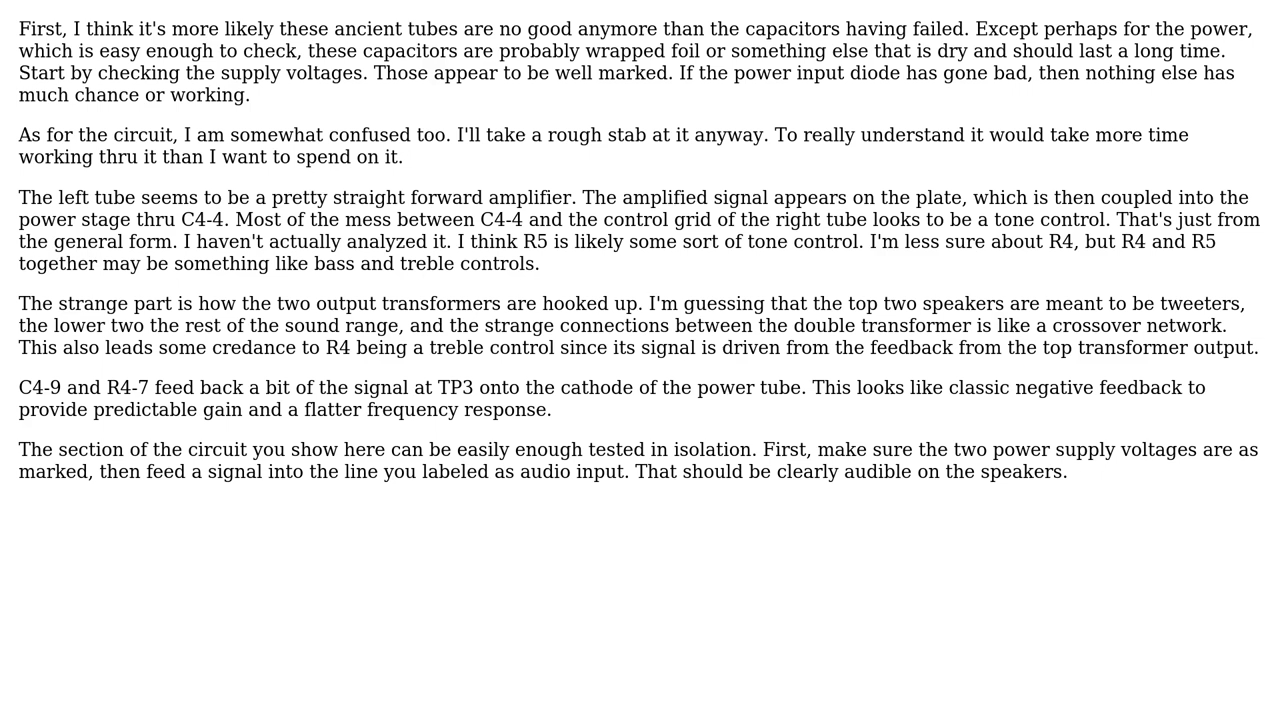 First, I think it's more likely these ancient tubes are no good anymore than the capacitors having failed. Except perhaps for the power,
which is easy enough to check, these capacitors are probably wrapped foil or something else that is dry and should last a long time.
Start by checking the supply voltages. Those appear to be well marked. If the power input diode has gone bad, then nothing else has
much chance or working.
As for the circuit, I am somewhat confused too. I'll take a rough stab at it anyway. To really understand it would take more time
working thru it than I want to spend on it.
The left tube seems to be a pretty straight forward amplifier. The amplified signal appears on the plate, which is then coupled into the
power stage thru C4-4. Most of the mess between C4-4 and the control grid of the right tube looks to be a tone control. That's just from
the general form. I haven't actually analyzed it. I think R5 is likely some sort of tone control. I'm less sure about R4, but R4 and R5
together may be something like bass and treble controls.
The strange part is how the two output transformers are hooked up. I'm guessing that the top two speakers are meant to be tweeters,
the lower two the rest of the sound range, and the strange connections between the double transformer is like a crossover network.
This also leads some credance to R4 being a treble control since its signal is driven from the feedback from the top transformer output.
C4-9 and R4-7 feed back a bit of the signal at TP3 onto the cathode of the power tube. This looks like classic negative feedback to
provide predictable gain and a flatter frequency response.
The section of the circuit you show here can be easily enough tested in isolation. First, make sure the two power supply voltages are as
marked, then feed a signal into the line you labeled as audio input. That should be clearly audible on the speakers.